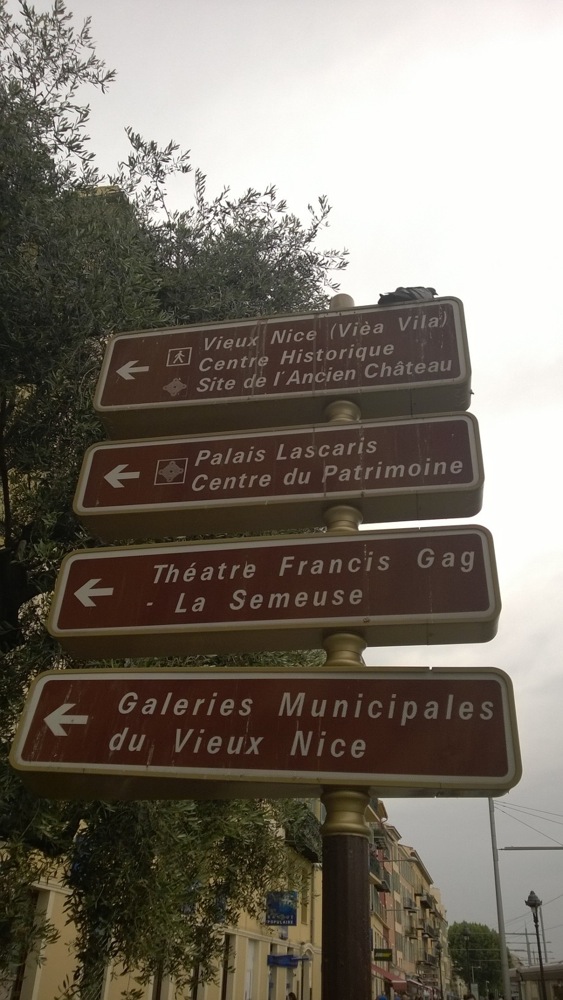 Vieux Nice (Vièa Vila)
Centre Historique
Site de l'Ancien Château
Palais Lascaris
Centre du Patrimoine
Théatre Francis Gag
- La Semeuse
Galeries Municipales
du Vieux Nice
POPULAIRE